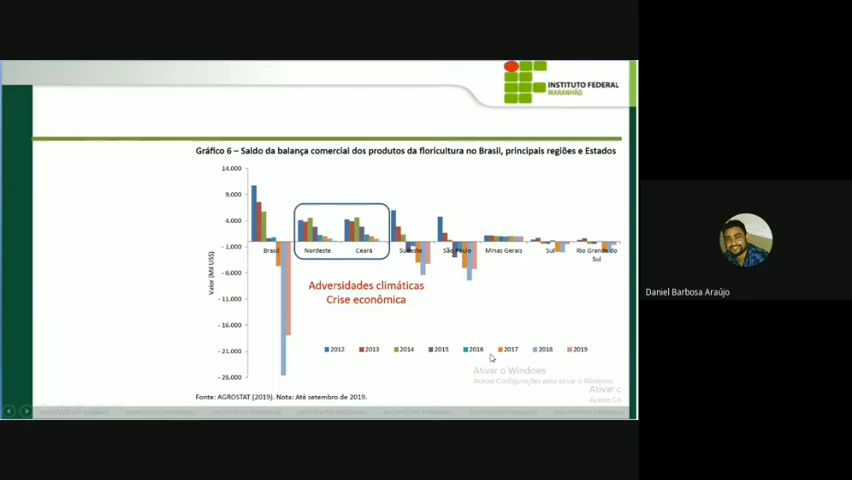 INSTITUTO FEDERAL
MARANHÃO
Gráfico 6 – Saldo da balança comercial dos produtos da floricultura no Brasil, principais regiões e Estados
14.000
9.000
4.000
- 1.000
- 6.000
- 11.000
- 16.000
- 21.000
- 26.000
Valor (Mil US$)
Brasil
Nordeste
Ceará
Sudeste
São Paulo
Minas Gerais
Sul
Rio Grande do
Sul
Adversidades climáticas
Crise econômica
2012
2013
2014
2015
2016
2017
2018
2019
Ativar o Windows
Acesse Configurações para ativar o Windows.
Ativar o
Acesse Co
Fonte: AGROSTAT (2019). Nota: Até setembro de 2019.
Daniel Barbosa Araújo